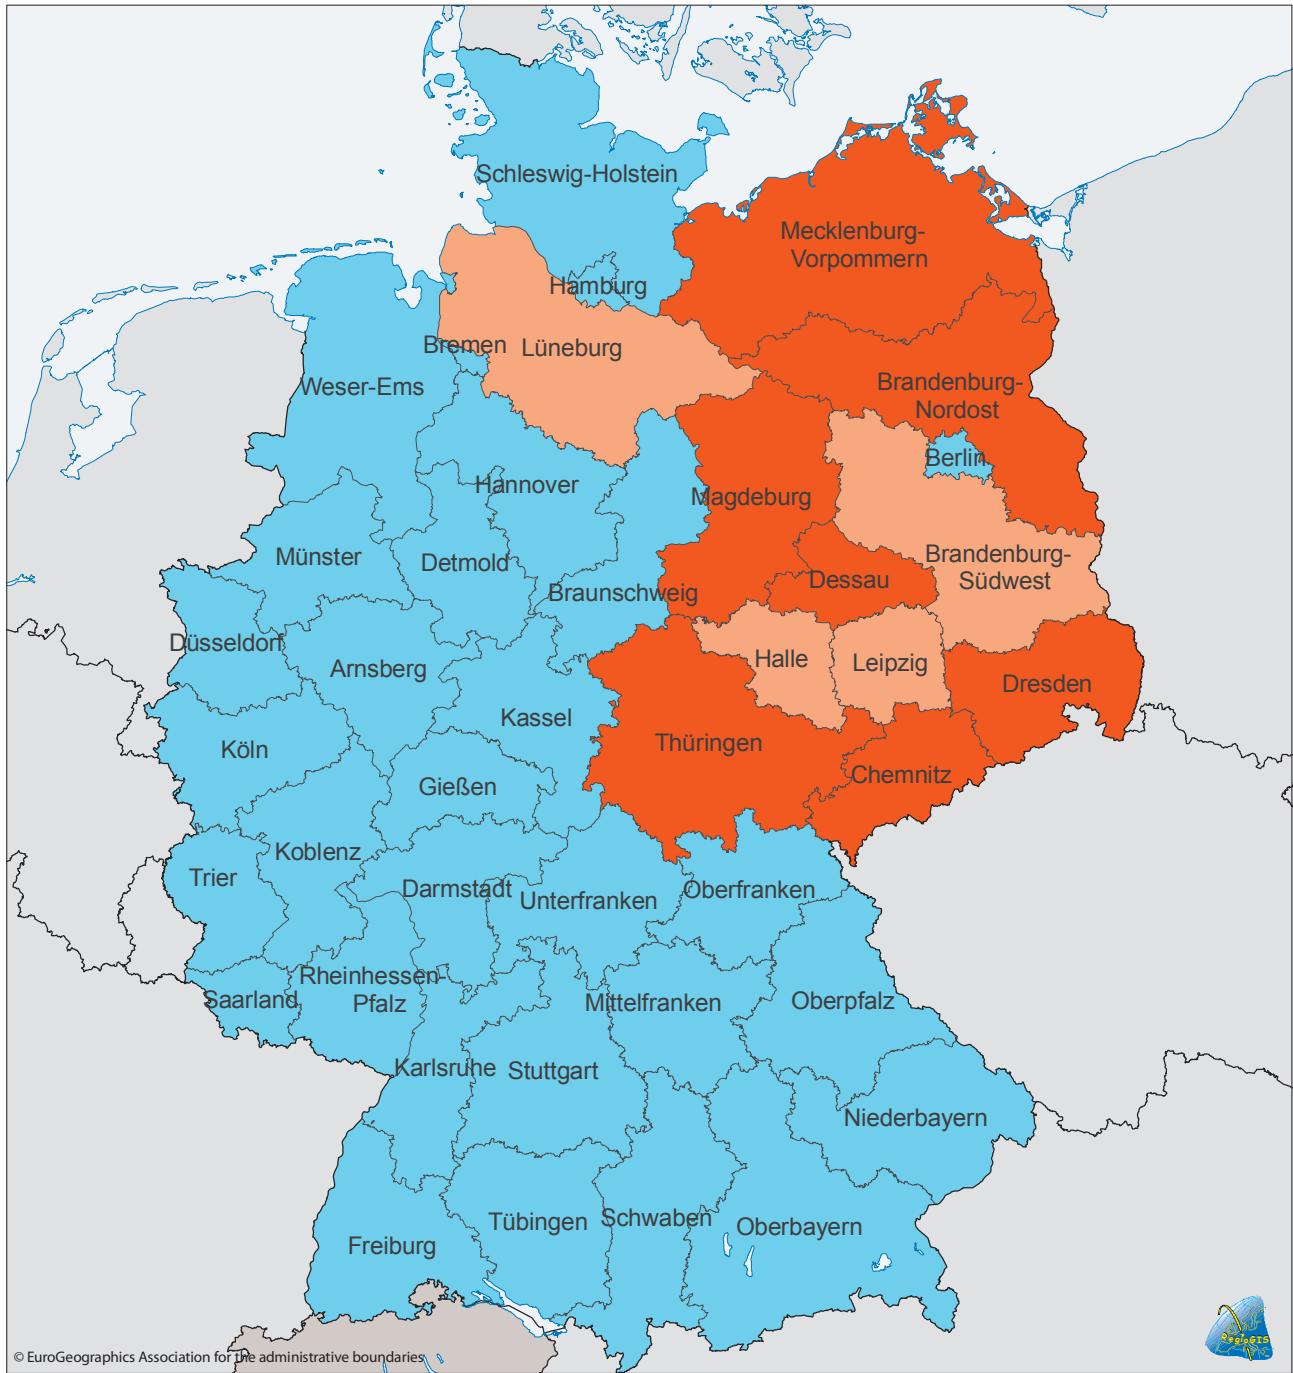 Schleswig-Holstein
Mecklenburg-
Vorpommern
Hamburg
Bremen
Lüneburg
Weser-Ems
Brandenburg-
Nordost
Berlin
Hannover
Magdeburg
Münster
Detmold
Brandenburg-
Südwest
Dessau
Braunschweig
Düsseldorf
Arnsberg
Halle
Leipzig
Dresden
Kassel
Köln
Thüringen
Chemnitz
Gießen
Koblenz
Trier
Darmstadt
Unterfranken
Oberfranken
Rheinhessen-
Pfalz
Saarland
Mittelfranken
Oberpfalz
Karlsruhe
Stuttgart
Niederbayern
Tübingen
Schwaben
Oberbayern
Freiburg
RegioGIS
© EuroGeographics Association for the administrative boundaries